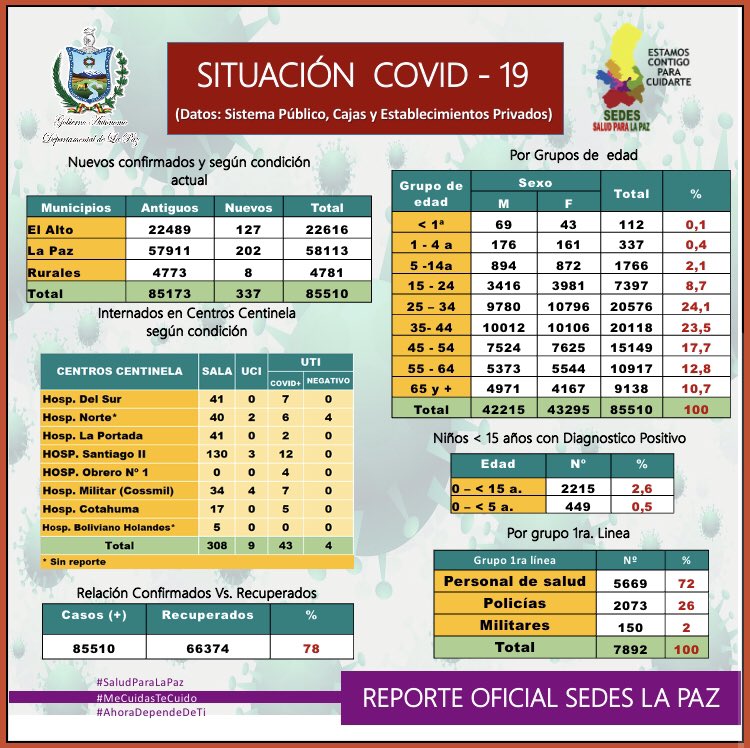 Gobierno Autónomo
Departamental de La Paz
SITUACIÓN COVID - 19
(Datos: Sistema Público, Cajas y Establecimientos Privados)
ESTAMOS
CONTIGO
PARA
CUIDARTE
SEDES
SALUD PARA LA PAZ
Nuevos confirmados y según condición
actual
Municipios Antiguos Nuevos Total
El Alto 22489 127 22616
La Paz 57911 202 58113
Rurales 4773 8 4781
Total 85173 337 85510
Internados en Centros Centinela
según condición
CENTROS CENTINELA SALA UCI UTI
COVID+ NEGATIVO
Hosp. Del Sur 41 0 7 0
Hosp. Norte* 40 2 6 4
Hosp. La Portada 41 0 2 0
HOSP. Santiago II 130 3 12 0
HOSP. Obrero Nº 1 0 0 4 0
Hosp. Militar (Cossmil) 34 4 7 0
Hosp. Cotahuma 17 0 5 0
Hosp. Boliviano Holandes* 5 0 0 0
Total 308 9 43 4
* Sin reporte
Relación Confirmados Vs. Recuperados
Casos (+) Recuperados %
85510 66374 78
Por Grupos de edad
Grupo de edad Sexo Total %
M F
< 1ª 69 43 112 0,1
1 - 4 a 176 161 337 0,4
5 -14a 894 872 1766 2,1
15 - 24 3416 3981 7397 8,7
25 – 34 9780 10796 20576 24,1
35- 44 10012 10106 20118 23,5
45 - 54 7524 7625 15149 17,7
55 - 64 5373 5544 10917 12,8
65 y + 4971 4167 9138 10,7
Total 42215 43295 85510 100
Niños < 15 años con Diagnostico Positivo
Edad Nº %
0 – < 15 a. 2215 2,6
0 – < 5 a. 449 0,5
Por grupo 1ra. Linea
Grupo 1ra línea Nº %
Personal de salud 5669 72
Policías 2073 26
Militares 150 2
Total 7892 100
#SaludParaLaPaz
#MeCuidasTeCuido
#AhoraDependeDeTi
REPORTE OFICIAL SEDES LA PAZ